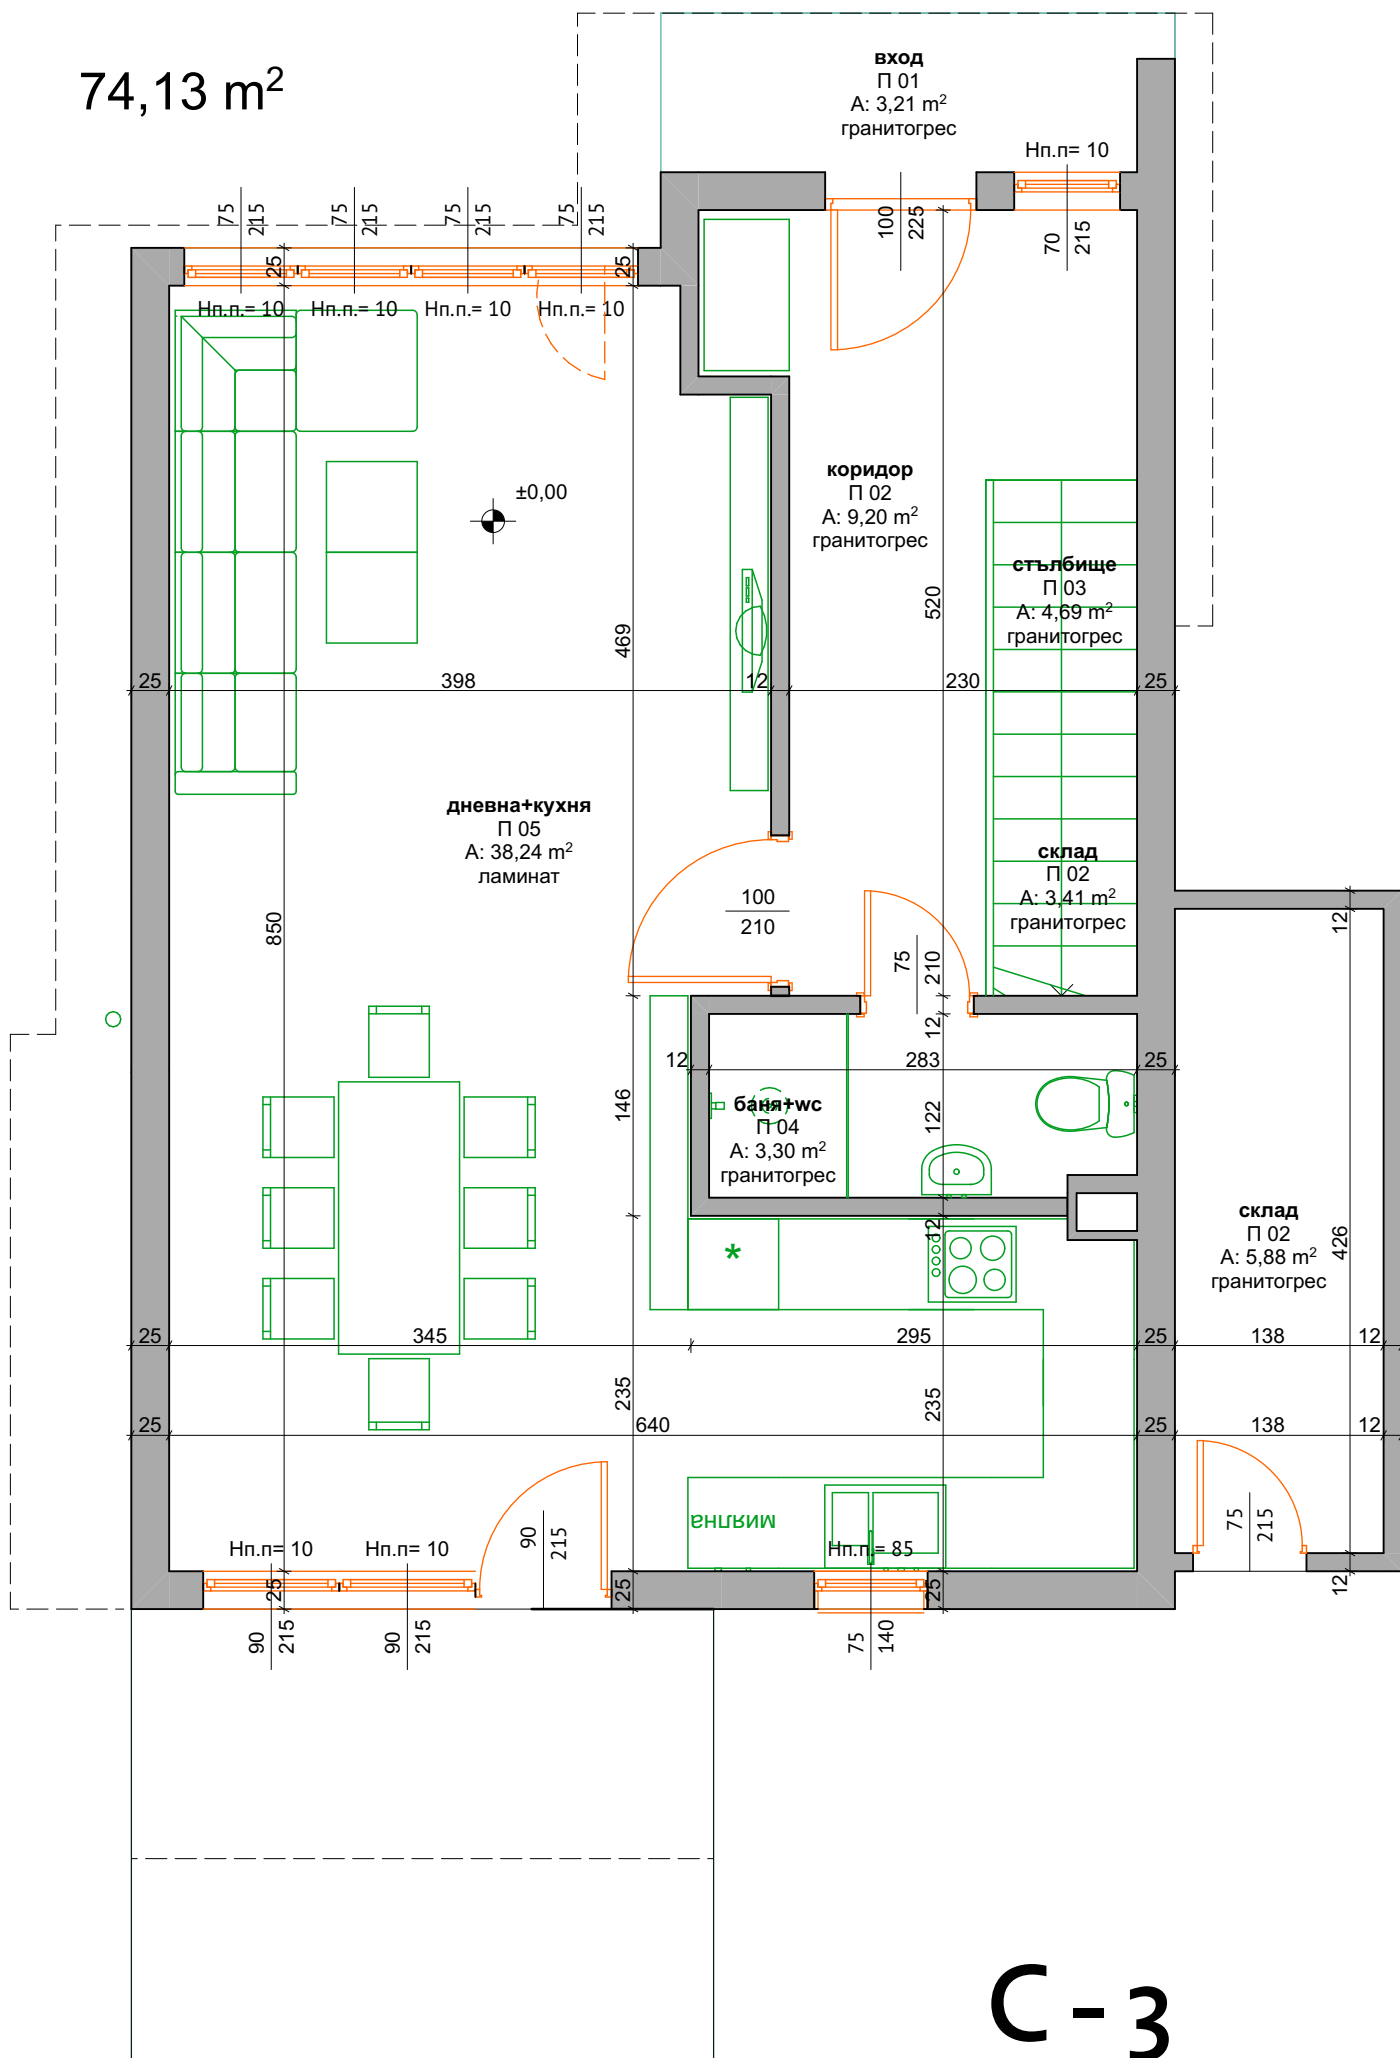 74,13 m²
вход
П 01
А: 3,21 m²
гранитогрес
Нп.п= 10
75
215
75
215
75
215
75
215
100
225
70
215
25
25
Нп.п.= 10
Нп.п.= 10
Нп.п.= 10
Нп.п.= 10
±0,00
коридор
П 02
А: 9,20 m²
гранитогрес
стълбище
П 03
А: 4,69 m²
гранитогрес
520
469
25
398
12
230
25
дневна+кухня
П 05
А: 38,24 m²
ламинат
склад
П 02
А: 3,41 m²
гранитогрес
100
210
850
75
210
12
12
12
283
25
146
122
баня+wc
П 04
А: 3,30 m²
гранитогрес
12
*
склад
П 02
А: 5,88 m²
гранитогрес
426
25
345
295
25
138
12
235
235
25
640
25
138
12
миялна
90
215
75
215
Нп.п= 10
Нп.п= 10
Нп.п.= 85
25
25
25
12
90
215
90
215
75
140
С-3